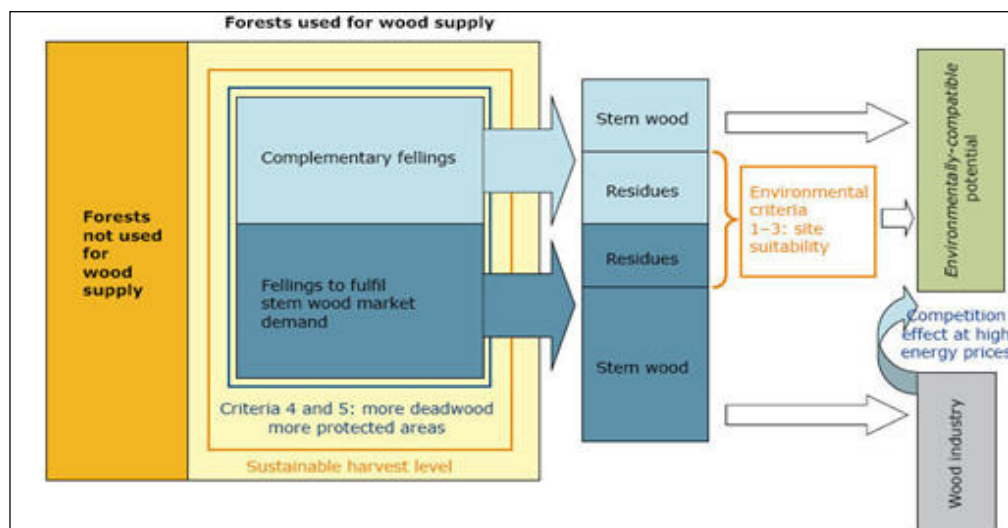 Forests used for wood supply
Forests
not used
for
wood
supply
Complementary fellings
Fellings to fulfil
stem wood market
demand
Criteria 4 and 5: more deadwood
more protected areas
Sustainable harvest level
Stem wood
Residues
Residues
Stem wood
Environmental
criteria
1–3: site
suitability
Environmentally-compatible
potential
Competition
effect at high
energy prices
Wood industry